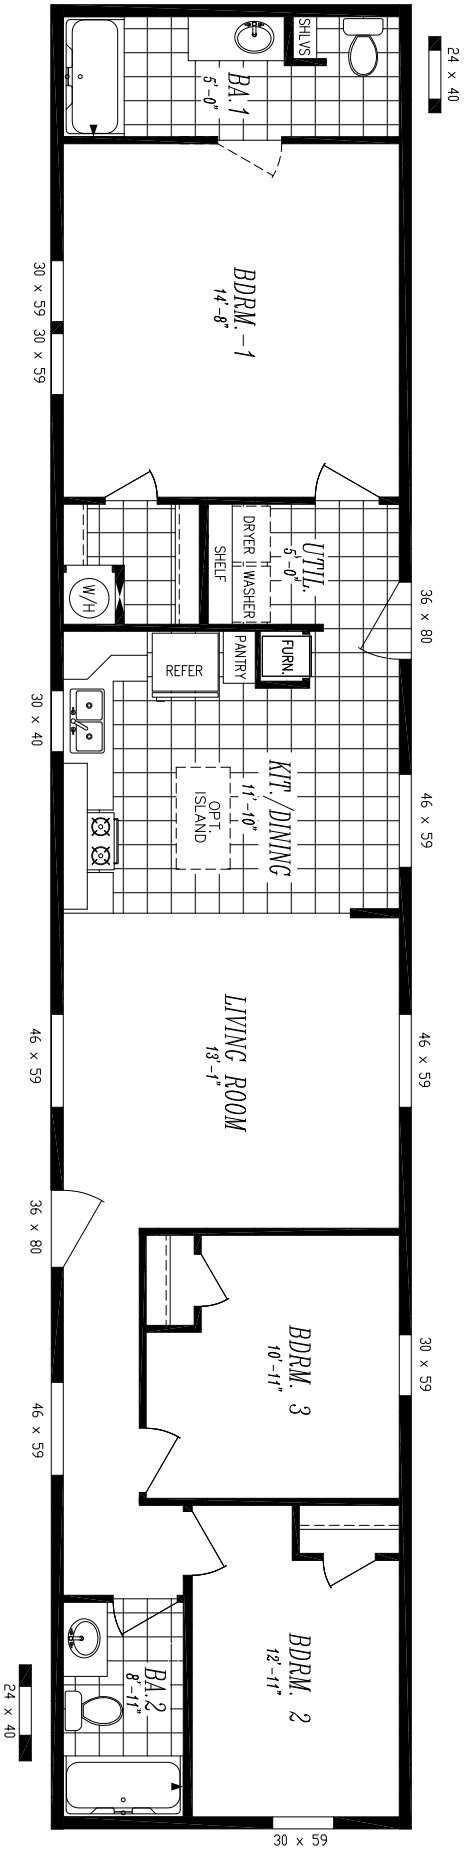 24 x 40
SHLVS
BA.1
5'-0"
BDRM.-1
14'-8"
30 x 59
30 x 59
UTIL.
5'-0"
DRYER
WASHER
SHELF
W/H
36 x 80
FURN.
PANTRY
REFER
30 x 40
KIT./DINING
11'-10"
OPT.
ISLAND
46 x 59
LIVING ROOM
13'-1"
46 x 59
46 x 59
36 x 80
BDRM. 3
10'-11"
30 x 59
46 x 59
BDRM. 2
12'-11"
BA.2
8'-11"
24 x 40
30 x 59